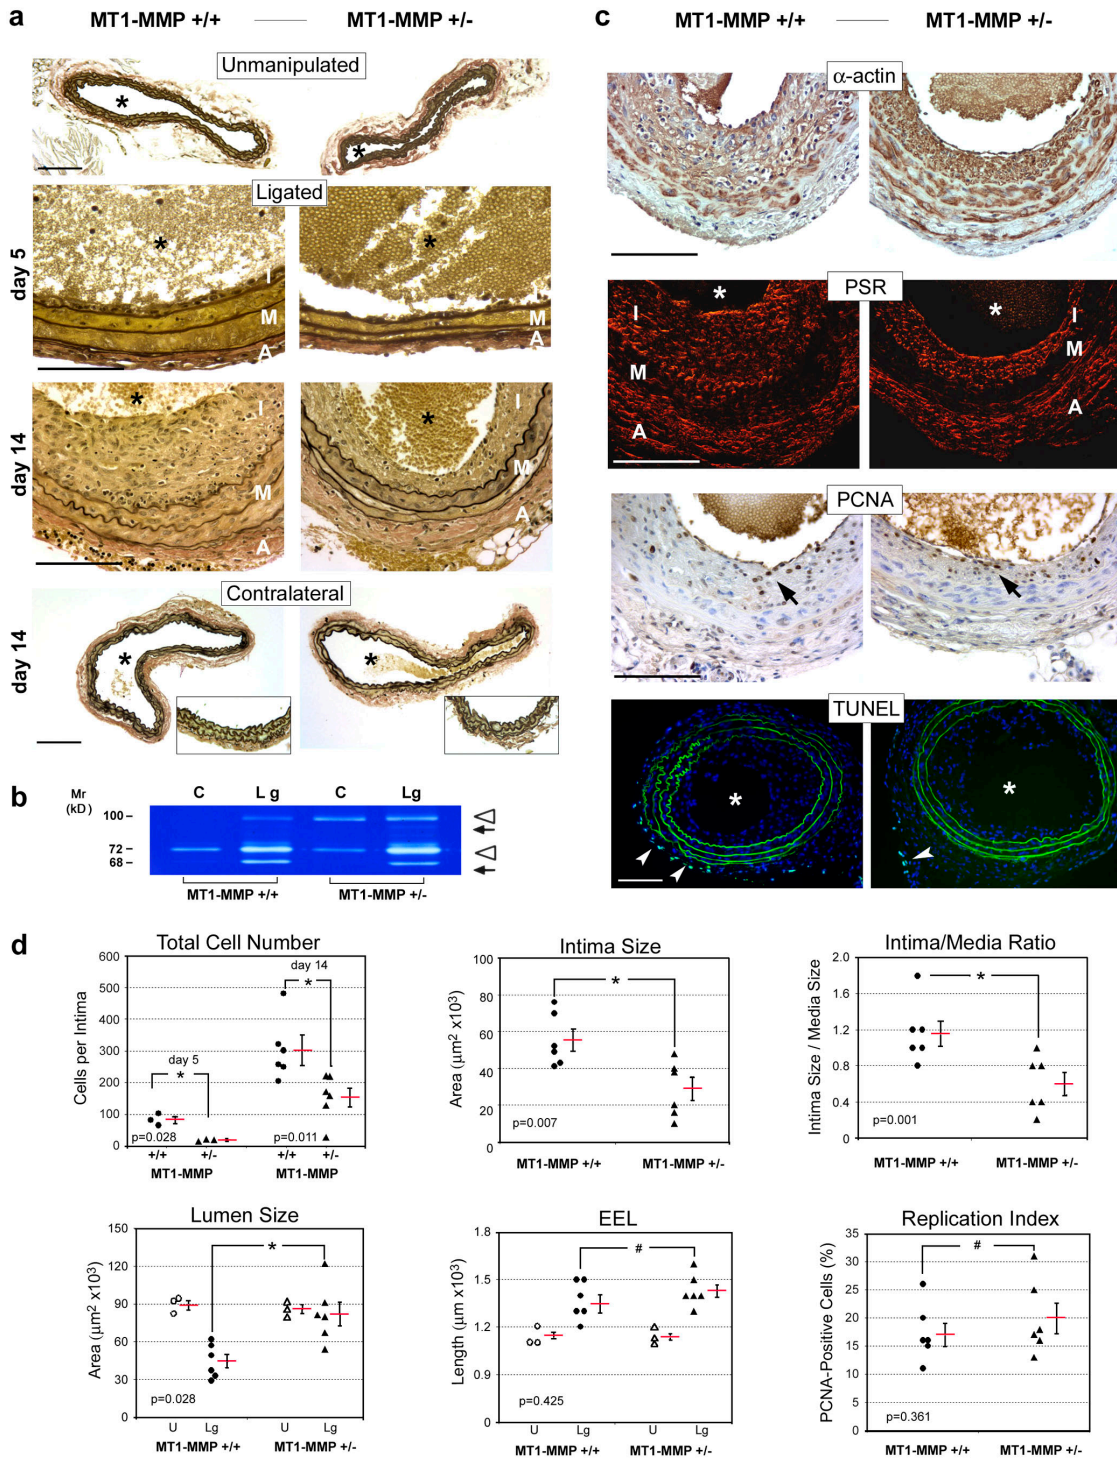 a
MT1-MMP +/+
MT1-MMP +/-
Unmanipulated
*
*
Ligated
day 5
*
*
I
M
A
I
M
A
day 14
*
*
I
M
A
I
M
A
Contralateral
day 14
*
*
b
Mr
(kD)
C
L g
C
Lg
100
72
68
MT1-MMP +/+
MT1-MMP +/-
c
MT1-MMP +/+
MT1-MMP +/-
α-actin
PSR
*
*
I
M
A
I
M
A
PCNA
TUNEL
*
*
d
Total Cell Number
Cells per Intima
600
500
400
300
200
100
0
day 5
*
day 14
*
p=0.028
p=0.011
+/+
+/-
+/+
+/-
MT1-MMP
MT1-MMP
Intima Size
Area (μm² x10³)
100
80
60
40
20
0
*
p=0.007
MT1-MMP +/+
MT1-MMP +/-
Intima/Media Ratio
Intima Size / Media Size
2.0
1.6
1.2
0.8
0.4
0
*
p=0.001
MT1-MMP +/+
MT1-MMP +/-
Lumen Size
Area (μm² x10³)
150
120
90
60
30
0
*
p=0.028
U
Lg
U
Lg
MT1-MMP +/+
MT1-MMP +/-
EEL
Length (μm x10³)
1.8
1.5
1.2
0.9
0
#
p=0.425
U
Lg
U
Lg
MT1-MMP +/+
MT1-MMP +/-
Replication Index
PCNA-Positive Cells (%)
35
30
25
20
15
10
5
0
#
p=0.361
MT1-MMP +/+
MT1-MMP +/-